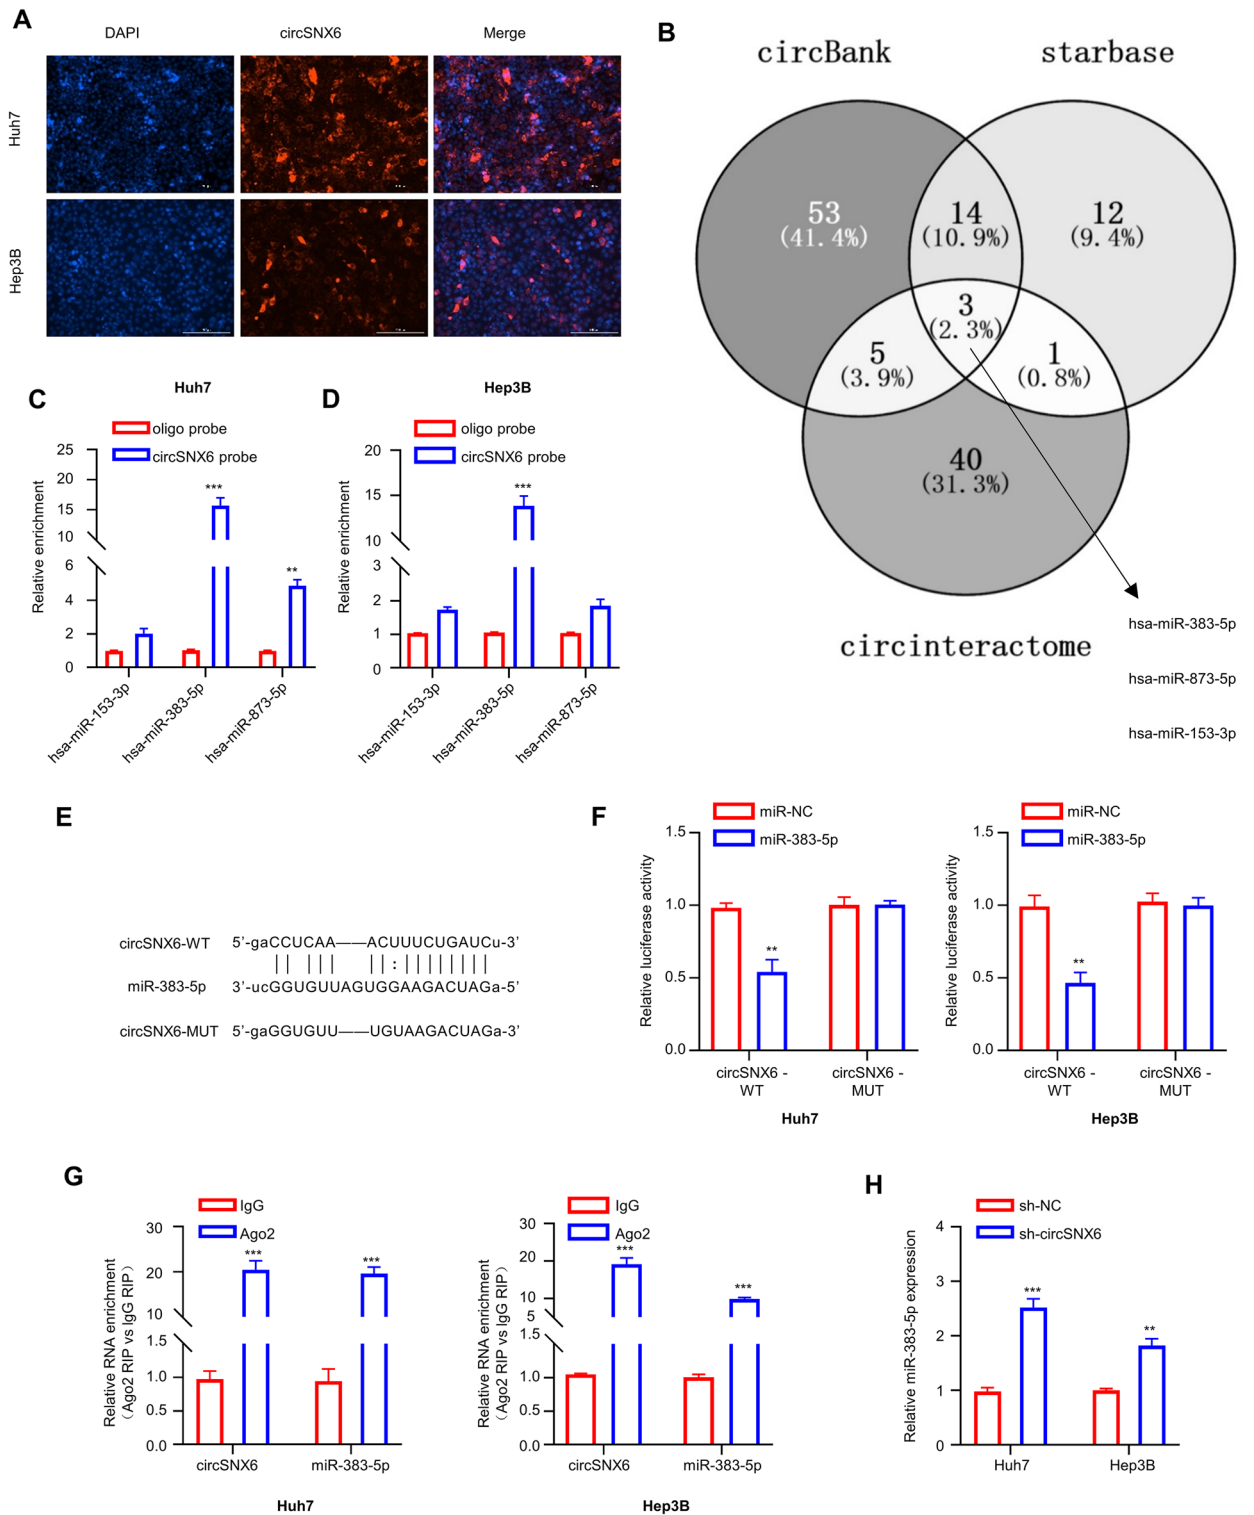 A
DAPI
circSNX6
Merge
Huh7
Hep3B
B
circBank
starbase
53
(41.4%)
14
(10.9%)
12
(9.4%)
3
(2.3%)
5
(3.9%)
1
(0.8%)
40
(31.3%)
circinteractome
hsa-miR-383-5p
hsa-miR-873-5p
hsa-miR-153-3p
C
Huh7
oligo probe
circSNX6 probe
Relative enrichment
25
20
15
10
6
4
2
0
***
**
hsa-miR-153-3p
hsa-miR-383-5p
hsa-miR-873-5p
D
Hep3B
oligo probe
circSNX6 probe
Relative enrichment
20
15
10
3
2
1
0
***
hsa-miR-153-3p
hsa-miR-383-5p
hsa-miR-873-5p
E
circSNX6-WT 5’-gaCCUCAA——ACUUUCUGAUCu-3’
miR-383-5p 3’-ucGGUGUUAGUGGAAGACUAGa-5’
circSNX6-MUT 5’-gaGGUGUU——UGUAAGACUAGa-3’
F
miR-NC
miR-383-5p
Relative luciferase activity
1.5
1.0
0.5
0.0
**
circSNX6 -
WT
circSNX6 -
MUT
Huh7
miR-NC
miR-383-5p
Relative luciferase activity
1.5
1.0
0.5
0.0
**
circSNX6 -
WT
circSNX6 -
MUT
Hep3B
G
IgG
Ago2
Relative RNA enrichment
(Ago2 RIP vs IgG RIP)
30
20
10
1.5
1.0
0.5
0.0
***
***
circSNX6
miR-383-5p
Huh7
IgG
Ago2
Relative RNA enrichment
(Ago2 RIP vs IgG RIP)
30
20
10
5
1.5
1.0
0.5
0.0
***
***
circSNX6
miR-383-5p
Hep3B
H
sh-NC
sh-circSNX6
Relative miR-383-5p expression
4
3
2
1
0
***
**
Huh7
Hep3B